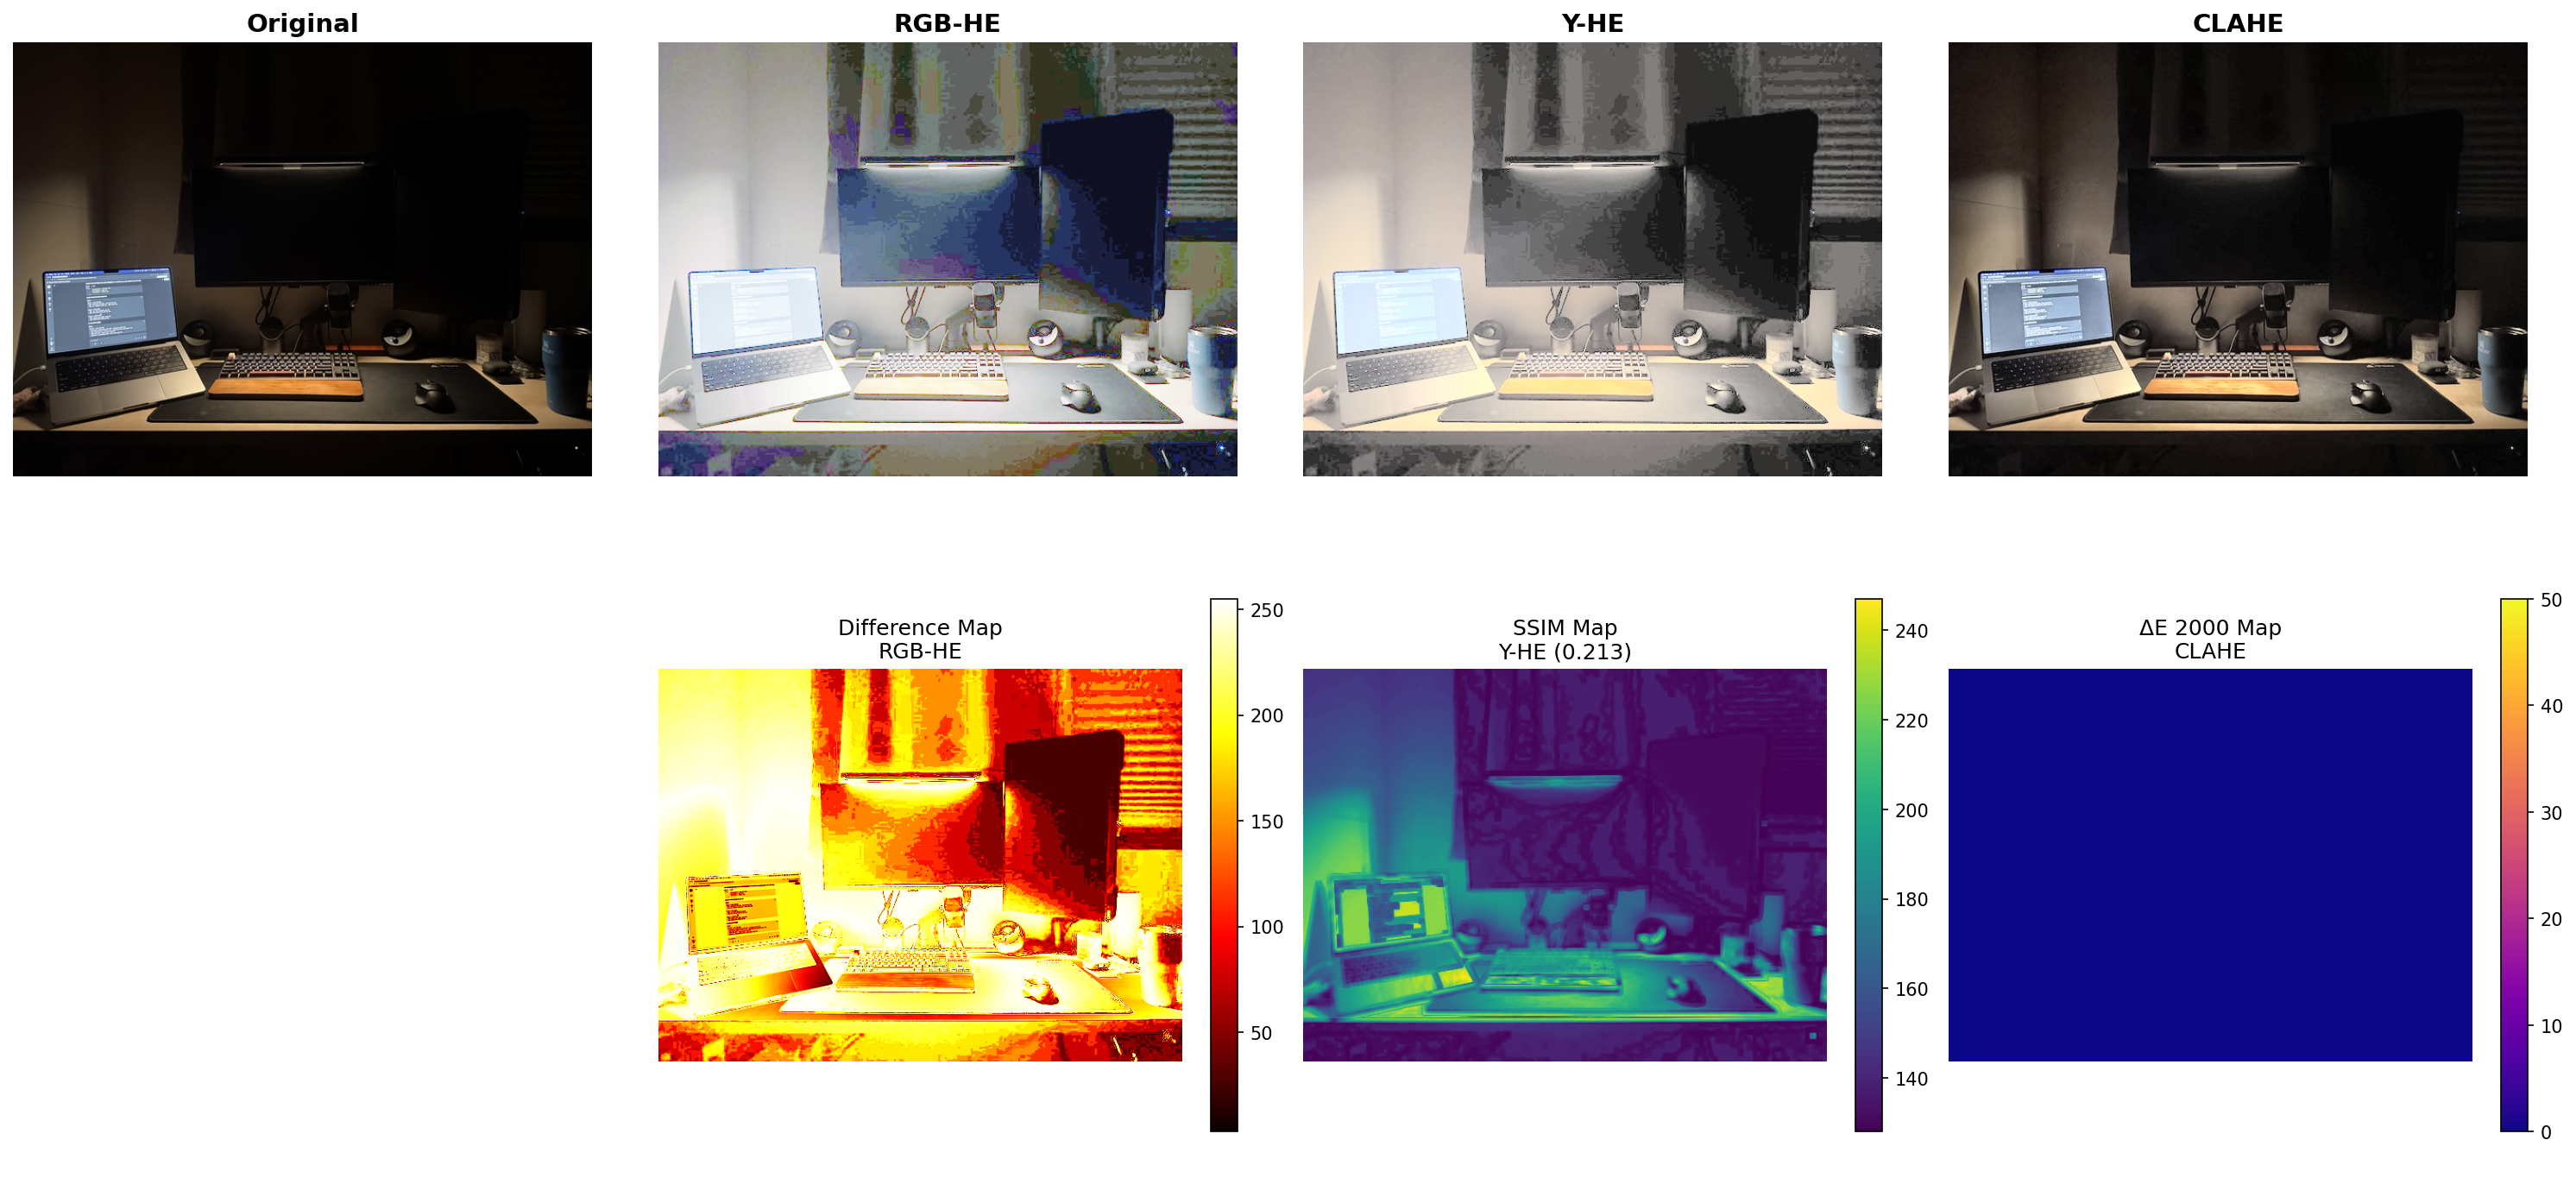 Original
RGB-HE
Y-HE
CLAHE
Difference Map
RGB-HE
250
200
150
100
50
SSIM Map
Y-HE (0.213)
240
220
200
180
160
140
ΔE 2000 Map
CLAHE
50
40
30
20
10
0